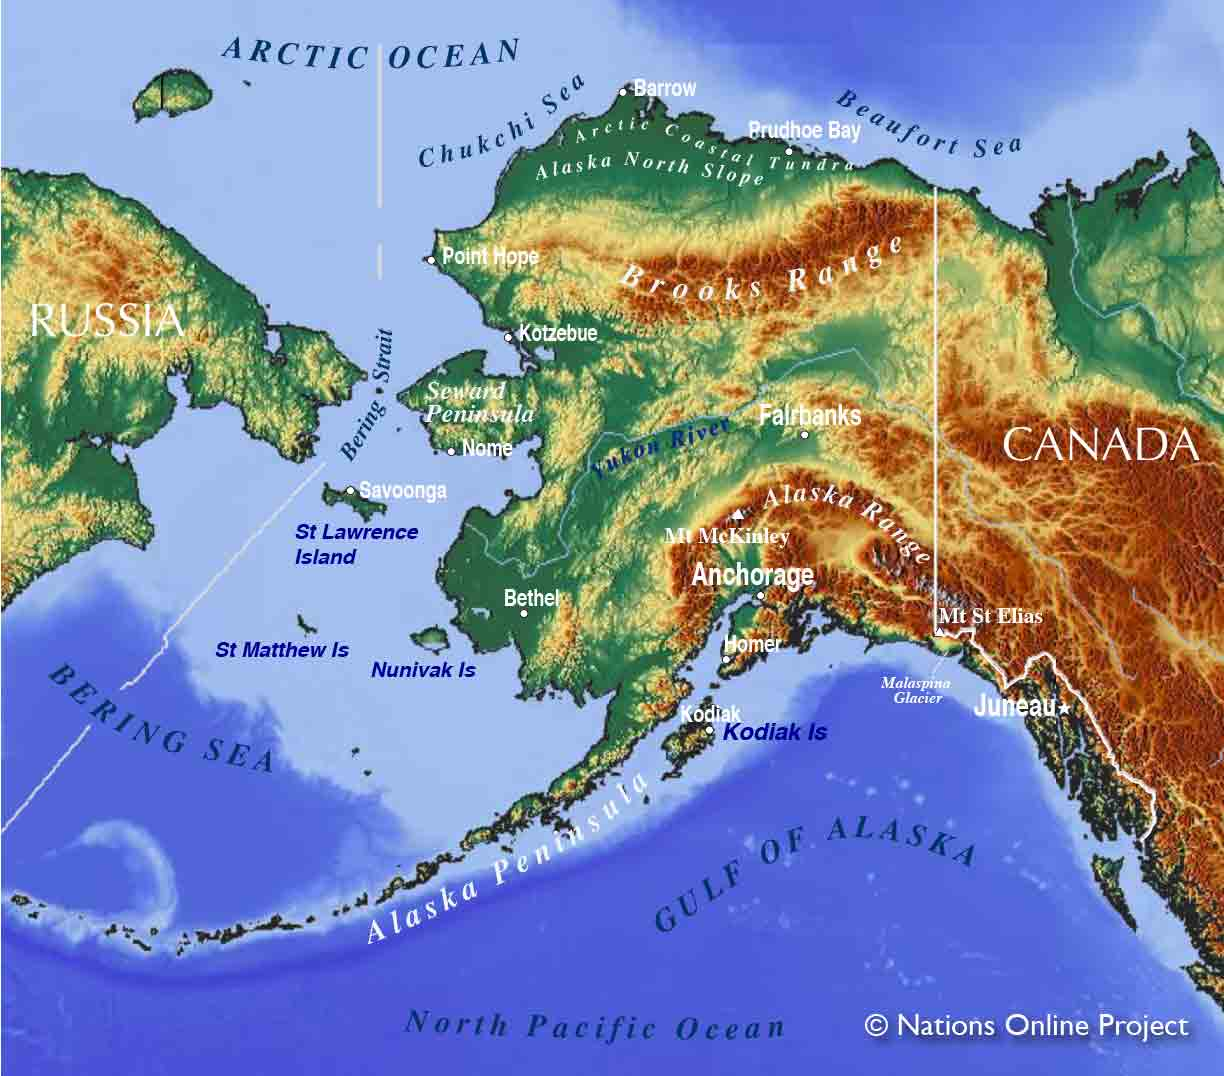 ARCTIC OCEAN
Chukchi Sea
Barrow
Beaufort Sea
Prudhoe Bay
Arctic Coastal Tundra
Alaska North Slope
Point Hope
Brooks Range
RUSSIA
Kotzebue
Bering Strait
Seward
Peninsula
Nome
Yukon River
Fairbanks
CANADA
Savoonga
St Lawrence
Island
Alaska Range
Mt McKinley
Anchorage
Bethel
Mt St Elias
St Matthew Is
Nunivak Is
Homer
Malaspina
Glacier
Juneau
Kodiak
Kodiak Is
BERING SEA
Alaska Peninsula
GULF OF ALASKA
North Pacific Ocean
© Nations Online Project